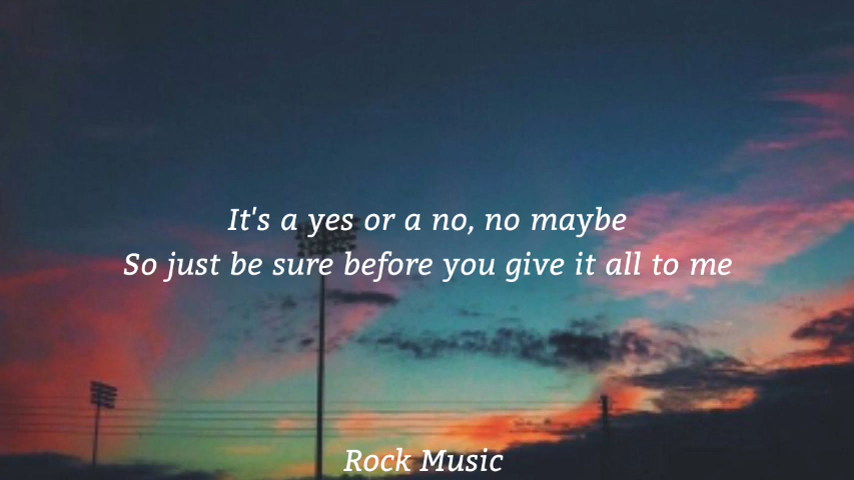 It's a yes or a no, no maybe
So just be sure before you give it all to me
Rock Music